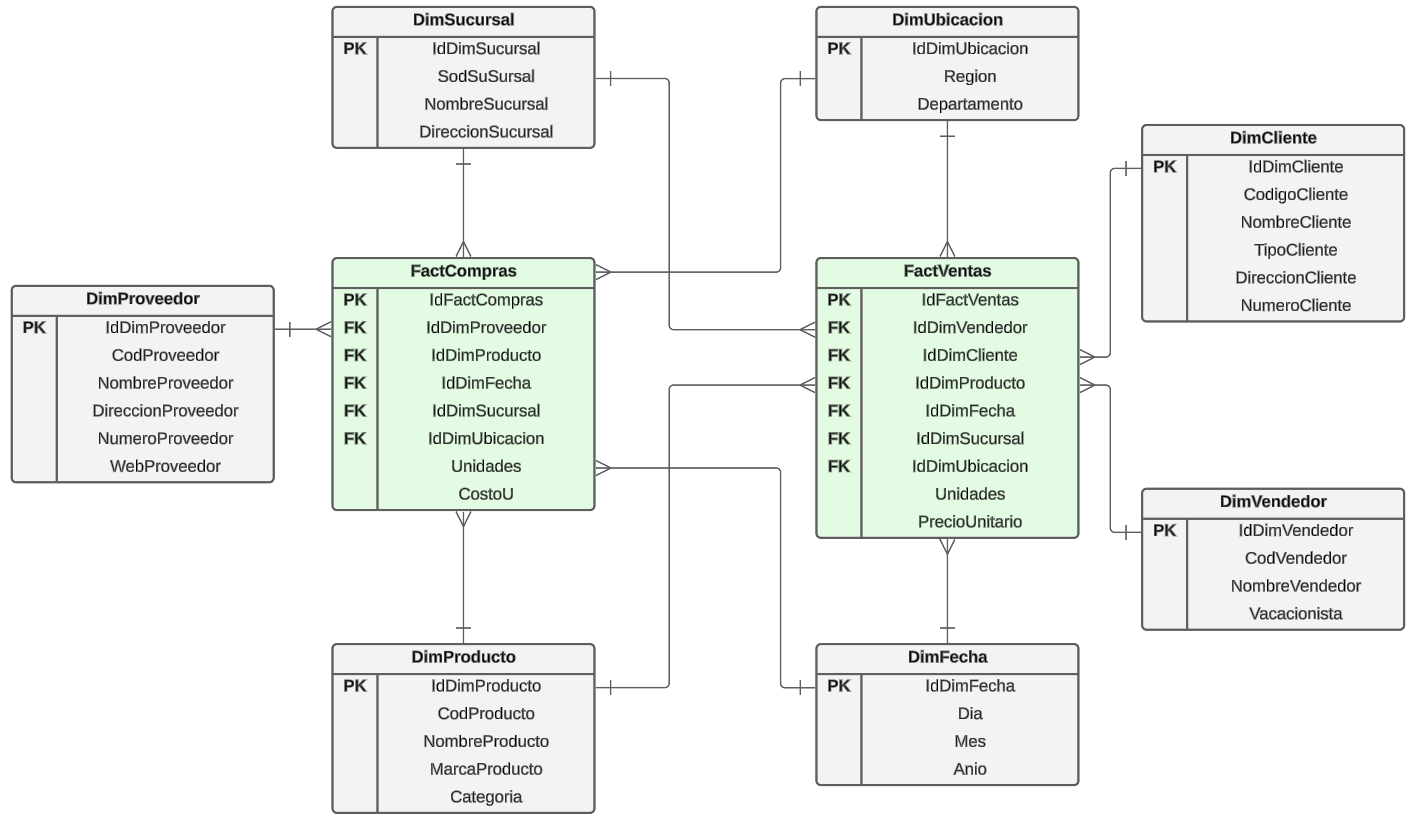 DimSucursal
PK IdDimSucursal
SodSuSursal
NombreSucursal
DireccionSucursal
DimUbicacion
PK IdDimUbicacion
Region
Departamento
DimCliente
PK IdDimCliente
CodigoCliente
NombreCliente
TipoCliente
DireccionCliente
NumeroCliente
DimProveedor
PK IdDimProveedor
CodProveedor
NombreProveedor
DireccionProveedor
NumeroProveedor
WebProveedor
FactCompras
PK IdFactCompras
FK IdDimProveedor
FK IdDimProducto
FK IdDimFecha
FK IdDimSucursal
FK IdDimUbicacion
Unidades
CostoU
FactVentas
PK IdFactVentas
FK IdDimVendedor
FK IdDimCliente
FK IdDimProducto
FK IdDimFecha
FK IdDimSucursal
FK IdDimUbicacion
Unidades
PrecioUnitario
DimVendedor
PK IdDimVendedor
CodVendedor
NombreVendedor
Vacacionista
DimProducto
PK IdDimProducto
CodProducto
NombreProducto
MarcaProducto
Categoria
DimFecha
PK IdDimFecha
Dia
Mes
Anio